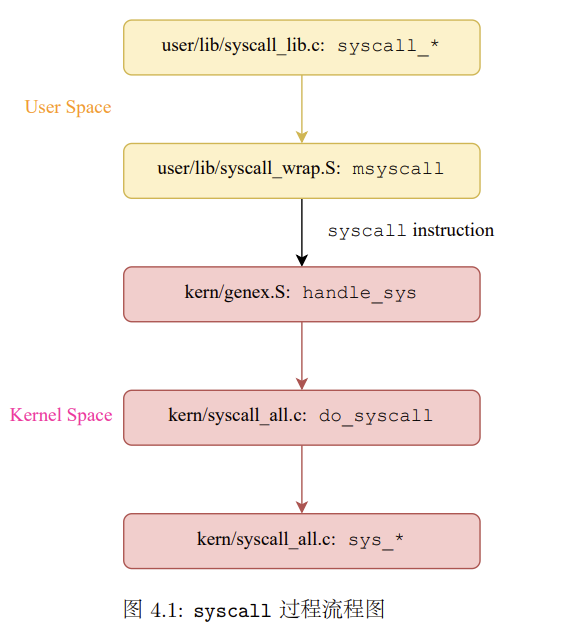 user/lib/syscall_lib.c: syscall_*
User Space
user/lib/syscall_wrap.S: msyscall
syscall instruction
kern/genex.S: handle_sys
Kernel Space
kern/syscall_all.c: do_syscall
kern/syscall_all.c: sys_*
图 4.1: syscall 过程流程图